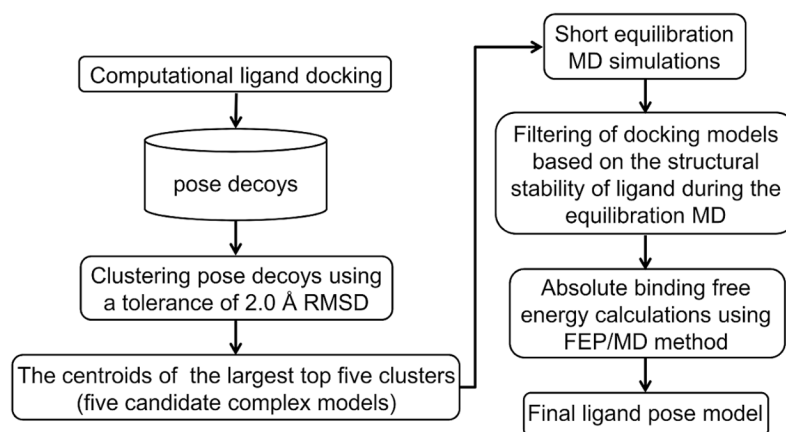 Computational ligand docking
pose decoys
Clustering pose decoys using
a tolerance of 2.0 Å RMSD
The centroids of the largest top five clusters
(five candidate complex models)
Short equilibration
MD simulations
Filtering of docking models
based on the structural
stability of ligand during the
equilibration MD
Absolute binding free
energy calculations using
FEP/MD method
Final ligand pose model